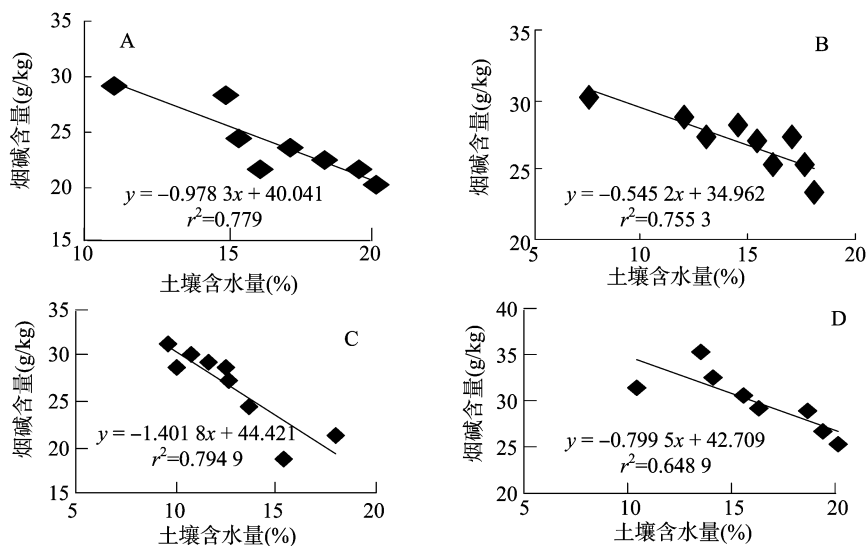 A
35
30
25
20
15
10
15
20
烟碱含量(g/kg)
y = −0.978 3x + 40.041
r²=0.779
土壤含水量(%)
B
35
30
25
20
5
10
15
20
烟碱含量(g/kg)
y = −0.545 2x + 34.962
r²=0.755 3
土壤含水量(%)
C
35
30
25
20
15
5
10
15
20
烟碱含量(g/kg)
y = −1.401 8x + 44.421
r²=0.794 9
土壤含水量(%)
D
40
35
30
25
20
5
10
15
20
烟碱含量(g/kg)
y = −0.799 5x + 42.709
r²=0.648 9
土壤含水量(%)